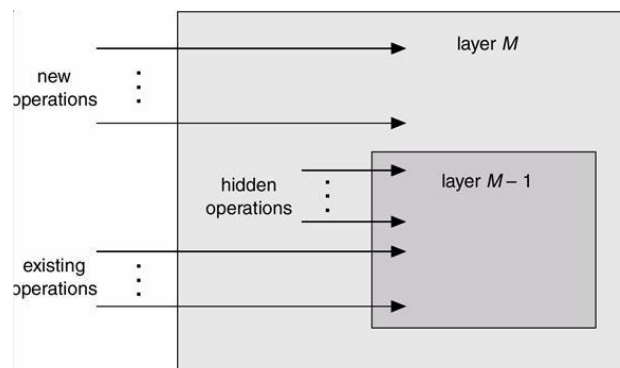 layer M
new
operations
hidden
operations
layer M – 1
existing
operations